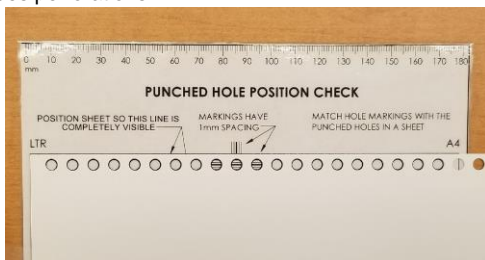 0 10 20 30 40 50 60 70 80 90 100 110 120 130 140 150 160 170 180
mm
PUNCHED HOLE POSITION CHECK
POSITION SHEET SO THIS LINE IS
COMPLETELY VISIBLE
MARKINGS HAVE
1mm SPACING
MATCH HOLE MARKINGS WITH THE
PUNCHED HOLES IN A SHEET
LTR
A4